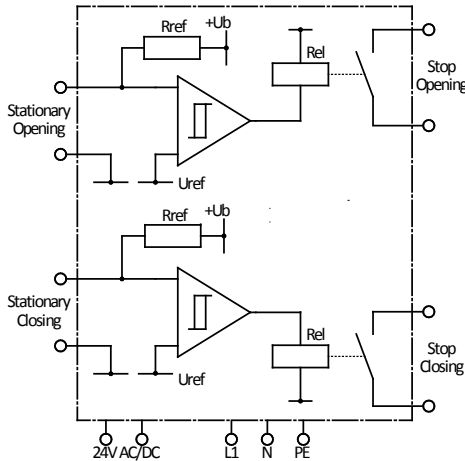 Rref
+Ub
Rel
Stationary
Opening
Stop
Opening
Uref
Rref
+Ub
Stationary
Closing
Rel
Stop
Closing
Uref
24V AC/DC
L1
N
PE